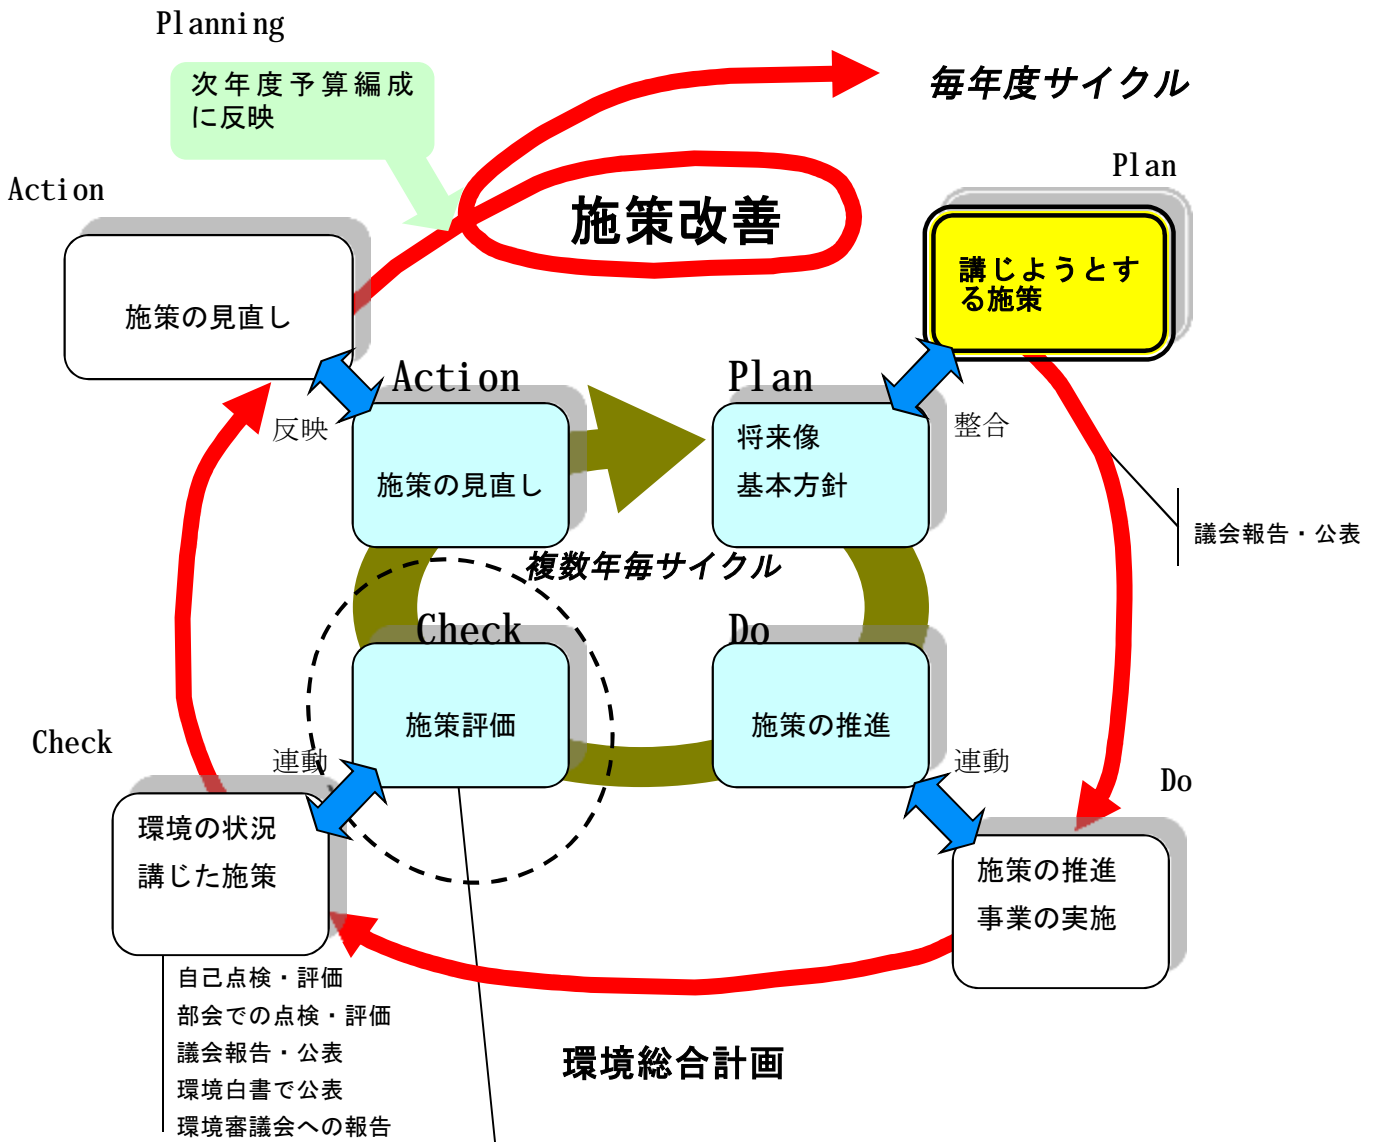 Planning
次年度予算編成
に反映
毎年度サイクル
Plan
Action
施策改善
講じようとす
る施策
施策の見直し
Action
Plan
反映
整合
将来像
基本方針
施策の見直し
議会報告・公表
複数年毎サイクル
Check
Do
施策評価
施策の推進
Check
連動
連動
Do
環境の状況
講じた施策
施策の推進
事業の実施
自己点検・評価
部会での点検・評価
議会報告・公表
環境白書で公表
環境審議会への報告
環境総合計画